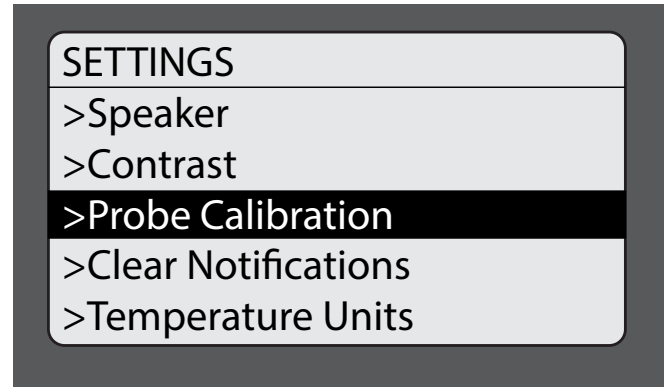 SETTINGS
>Speaker
>Contrast
>Probe Calibration
>Clear Notifications
>Temperature Units